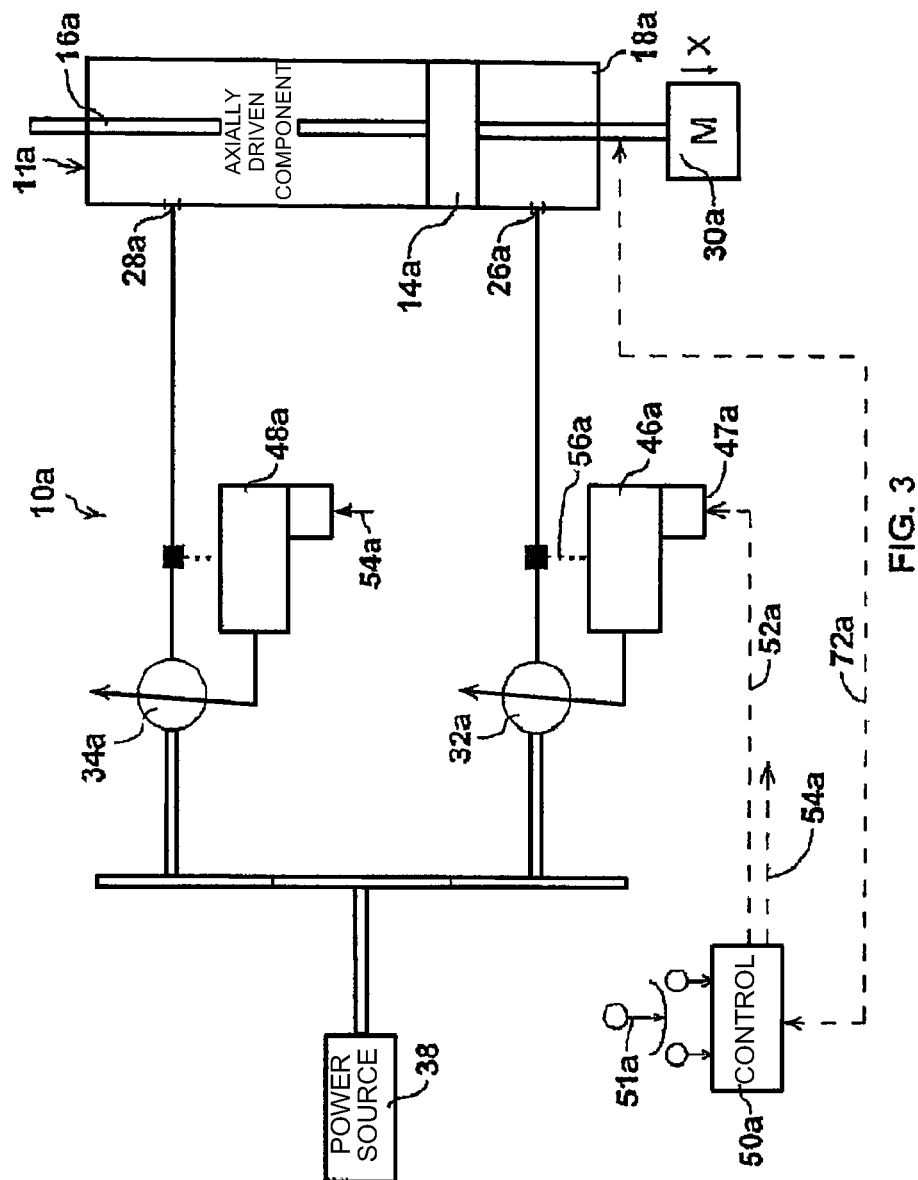 10a
11a
16a
AXIALLY
DRIVEN
COMPONENT
28a
14a
26a
18a
30a
M
X
34a
48a
54a
32a
56a
46a
47a
52a
54a
72a
POWER
SOURCE
38
51a
CONTROL
50a
FIG. 3